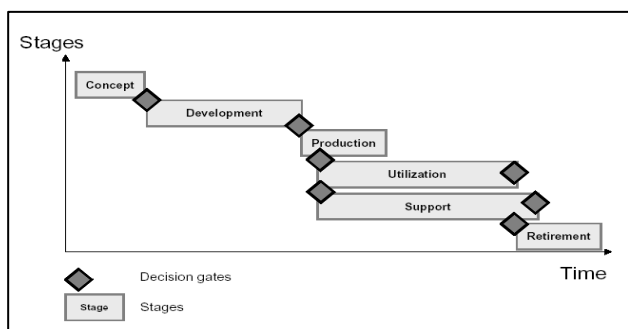 Stages
Concept
Development
Production
Utilization
Support
Retirement
Time
Decision gates
Stage
Stages